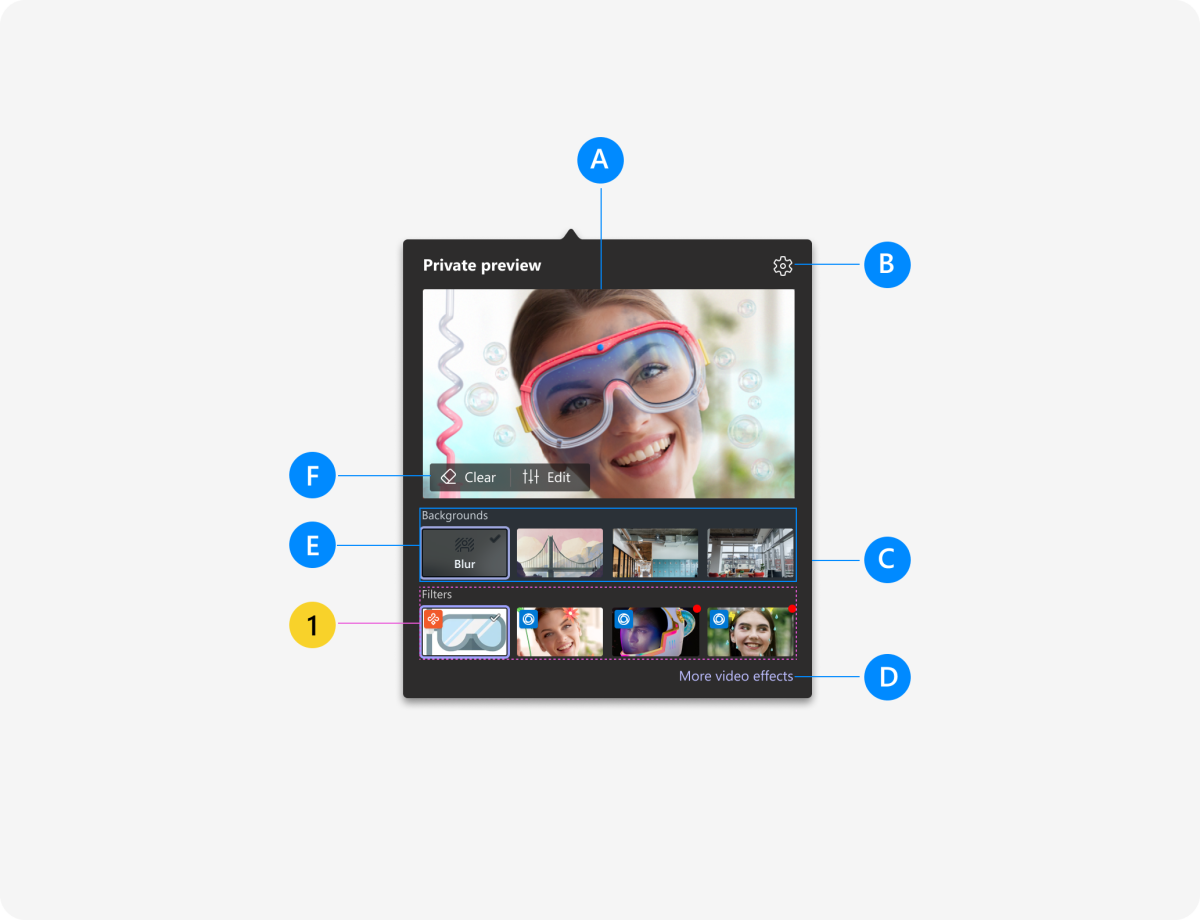 A
Private preview
B
F
Clear
Edit
Backgrounds
E
Blur
C
Filters
1
More video effects
D